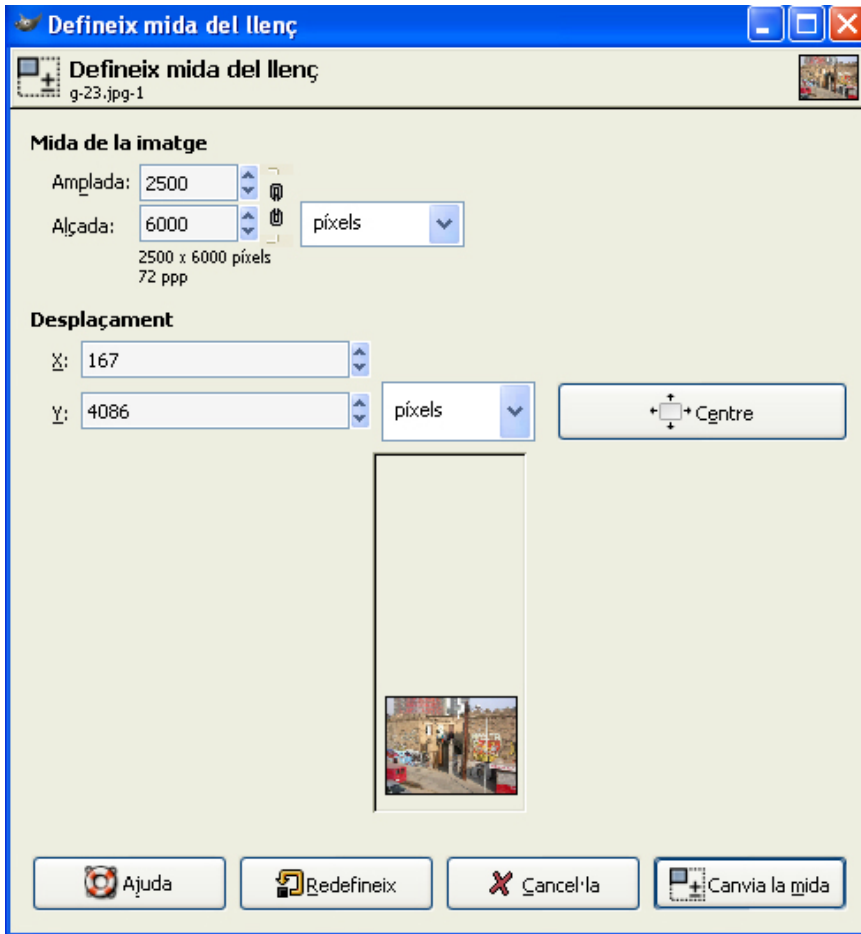 Defineix mida del llenç
Defineix mida del llenç
g-23.jpg-1
Mida de la imatge
Amplada: 2500
Alçada: 6000 píxels
2500 x 6000 píxels
72 ppp
Desplaçament
X: 167
Y: 4086 píxels Centre
Ajuda Redefineix Cancel·la Canvia la mida